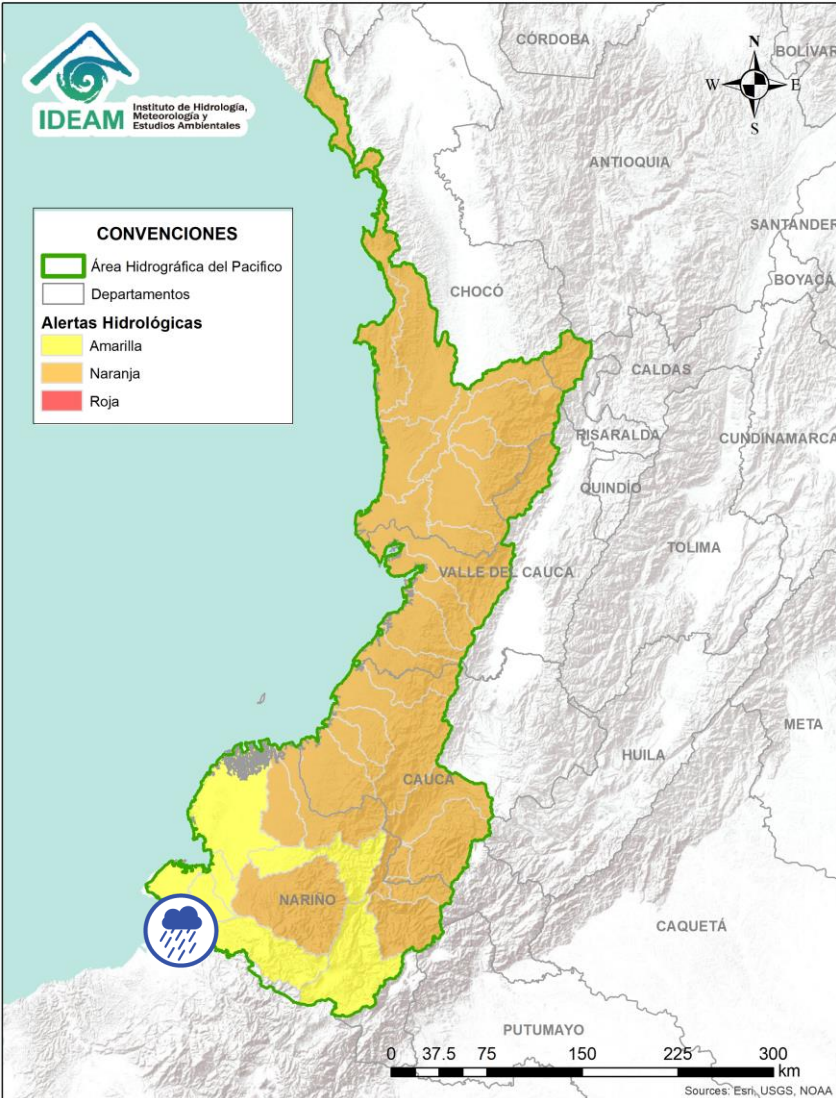 IDEAM
Instituto de Hidrología,
Meteorología y
Estudios Ambientales
N
W
E
S
CÓRDOBA
BOLÍVAR
ANTIOQUIA
SANTANDER
BOYACÁ
CHOCÓ
CONVENCIONES
Área Hidrográfica del Pacifico
Departamentos
Alertas Hidrológicas
Amarilla
Naranja
Roja
CALDAS
RISARALDA
CUNDINAMARCA
QUINDÍO
TOLIMA
VALLE DEL CAUCA
META
HUILA
CAUCA
NARIÑO
CAQUETÁ
PUTUMAYO
0 37.5 75 150 225 300
km
Sources: Esri, USGS, NOAA